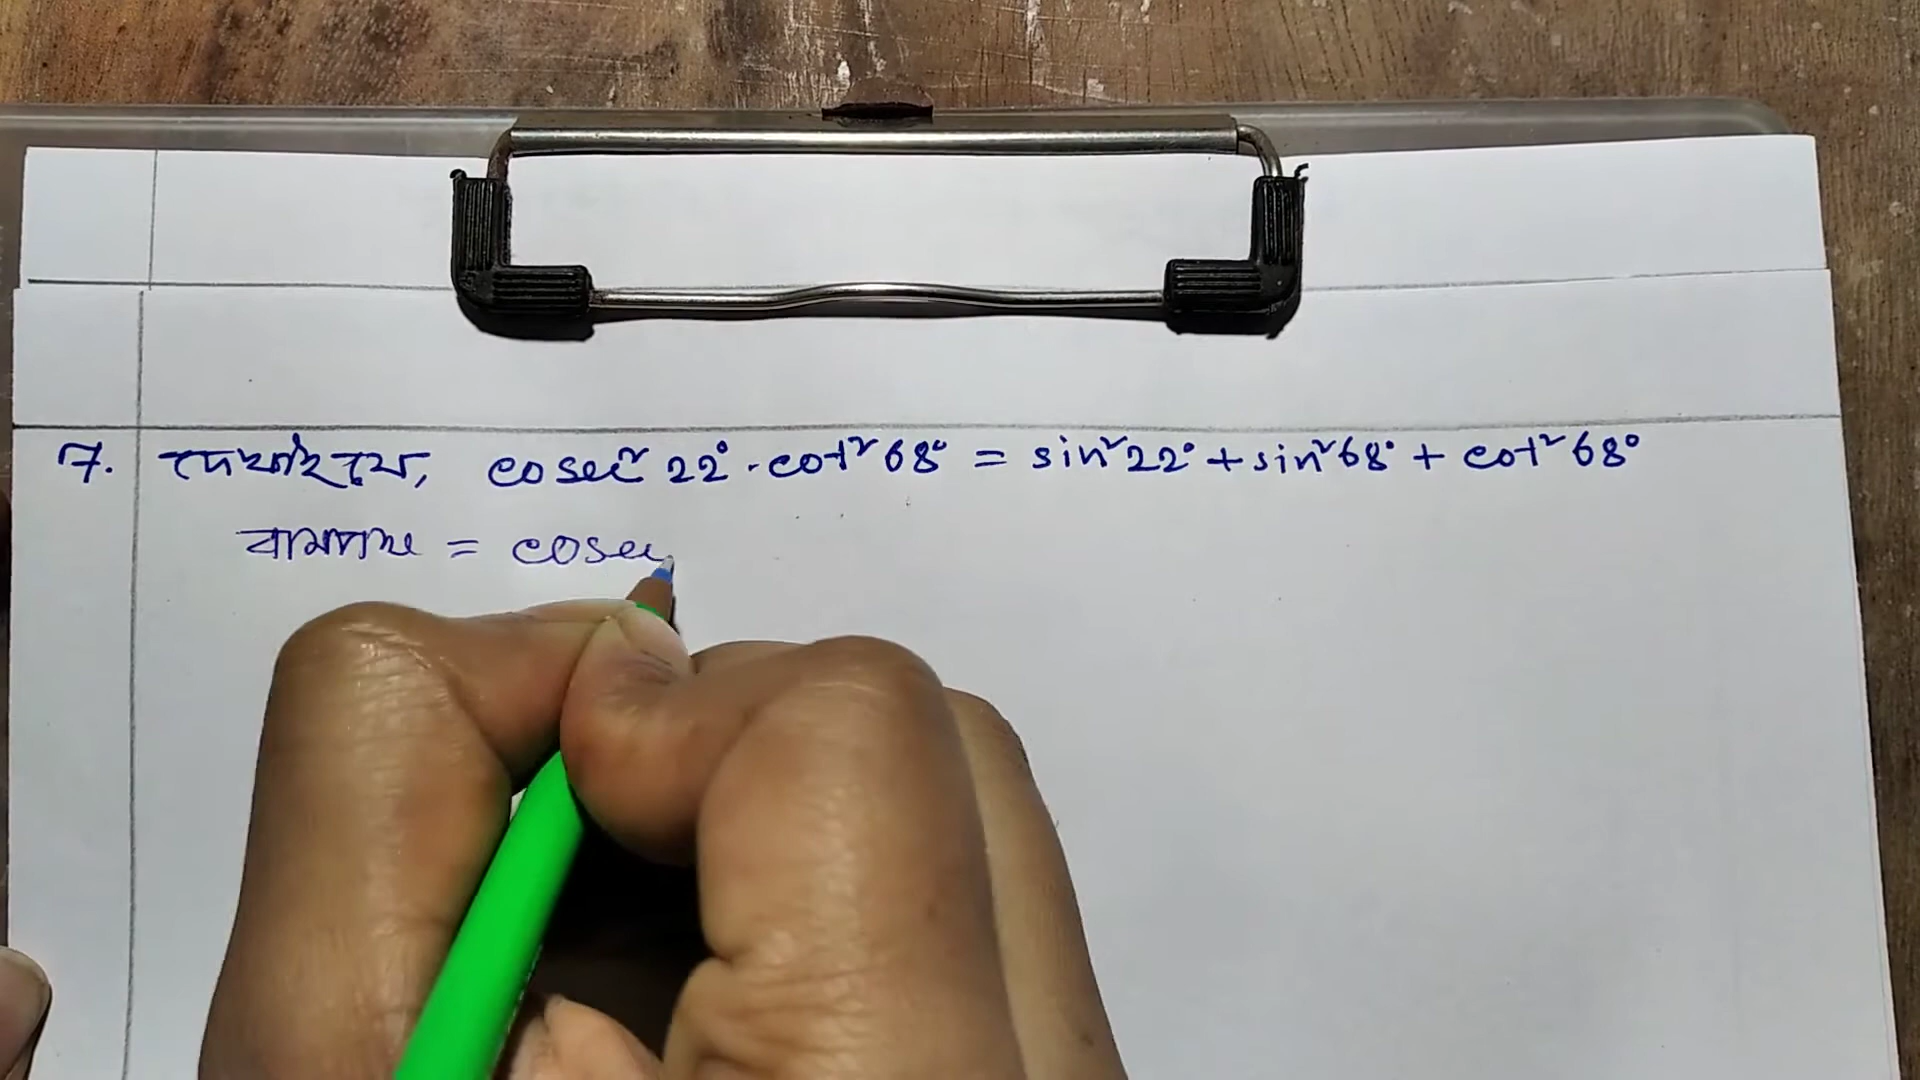 7. দেখাই যে, cosec² 22° · cot² 68° = sin² 22° + sin² 68° + cot² 68°
বামপক্ষ = cosec